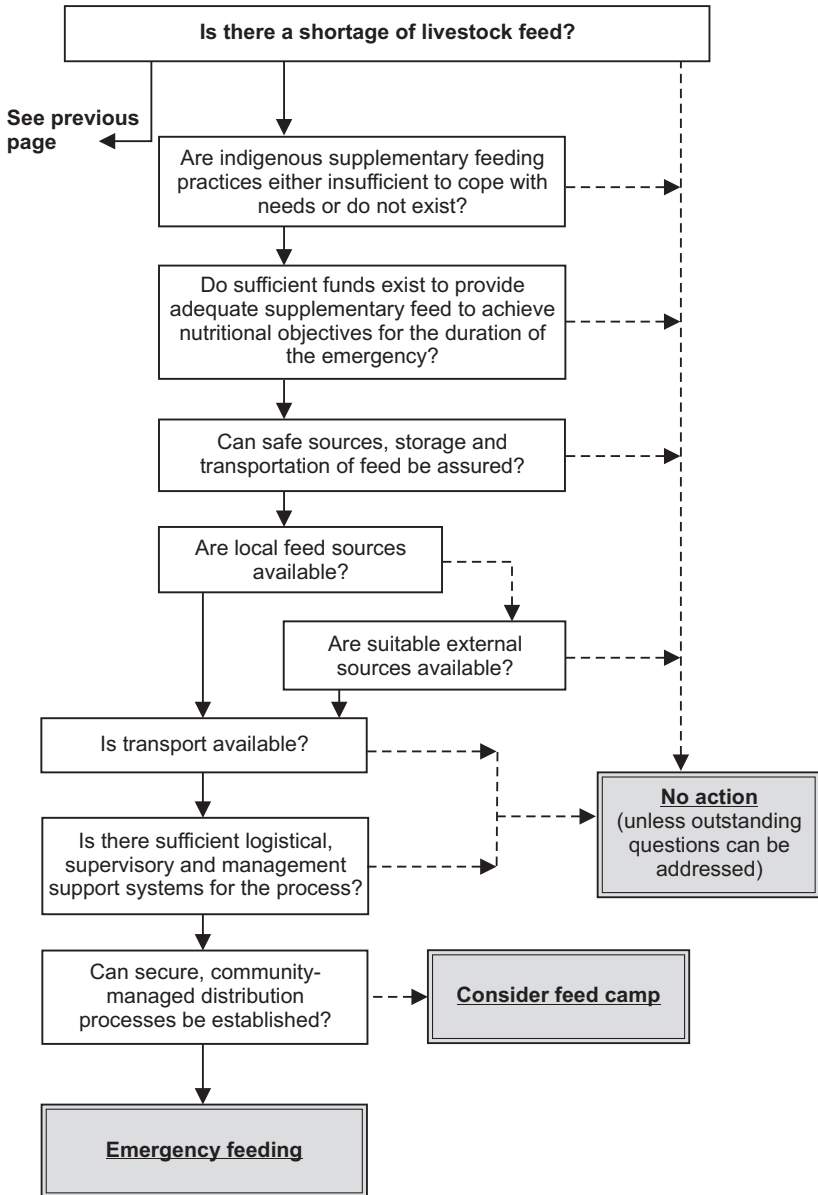 Is there a shortage of livestock feed?
See previous
page
Are indigenous supplementary feeding
practices either insufficient to cope with
needs or do not exist?
Do sufficient funds exist to provide
adequate supplementary feed to achieve
nutritional objectives for the duration of
the emergency?
Can safe sources, storage and
transportation of feed be assured?
Are local feed sources
available?
Are suitable external
sources available?
Is transport available?
No action
(unless outstanding
questions can be
addressed)
Is there sufficient logistical,
supervisory and management
support systems for the process?
Can secure, community-
managed distribution
processes be established?
Consider feed camp
Emergency feeding